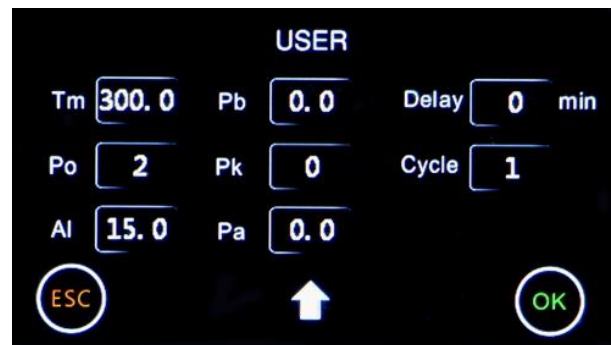 USER
Tm 300.0 Pb 0.0 Delay 0 min
Po 2 Pk 0 Cycle 1
Al 15.0 Pa 0.0
ESC OK